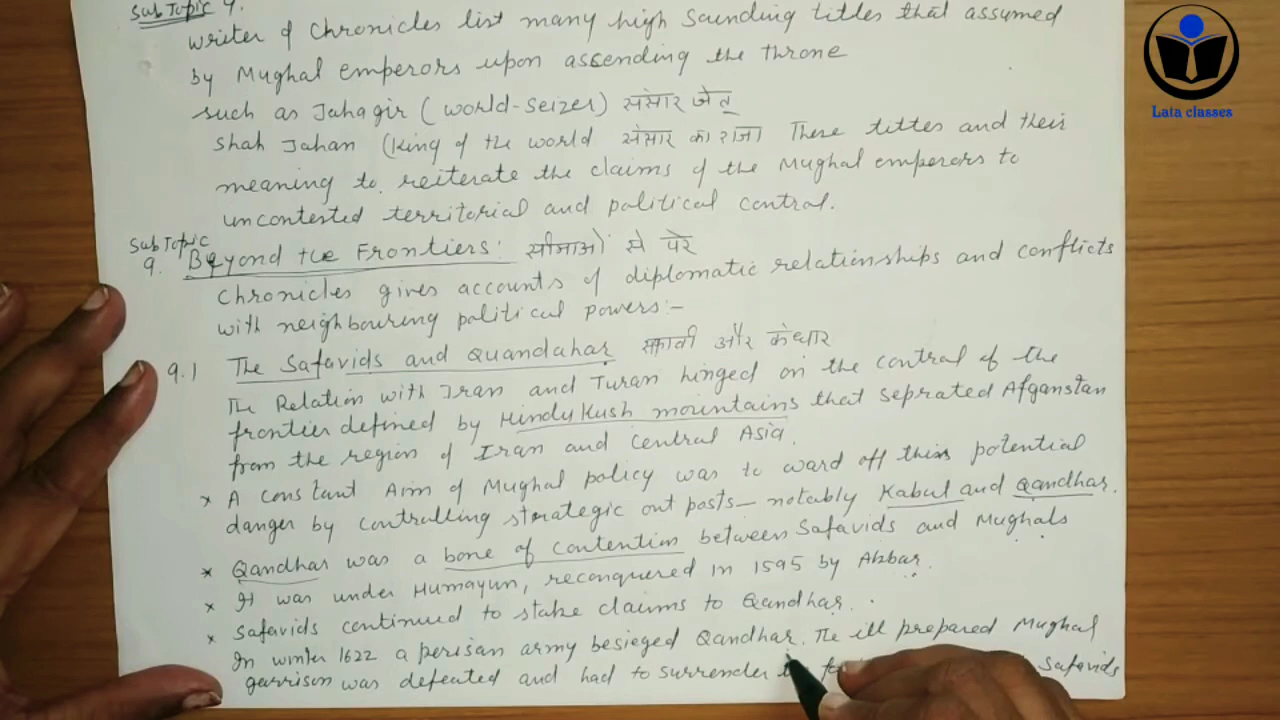 Sub Topic 9.
writer of chronicles list many high sounding titles that assumed
by Mughal emperors upon ascending the throne
such as Jahagir (world-seizer) संसार जेतृ
shah Jahan (King of the world संसार का राजा These tittes and their
meaning to reiterate the claims of the Mughal emperors to
uncontested territorial and political control.
Sub Topic
9. Beyond the Frontiers: सीमाओं से परे
chronicles gives accounts of diplomatic relationships and conflicts
with neighbouring political powers:-
9.1 The Safavids and Quandahar सफावी और कंधार
The Relation with Iran and Turan hinged on the control of the
frontier defined by Hindukush mountains that seprated Afganstan
from the region of Iran and central Asia.
* A constant Aim of Mughal policy was to ward off this potential
danger by controlling strategic out posts- notably Kabul and Qandhar.
* Qandhar was a bone of contention between Safavids and Mughals
* It was under Humayun, reconquered in 1595 by Akbar.
* Safavids continued to stake claims to Qandhar.
In winter 1622 a perisan army besieged Qandhar. The ill prepared Mughal
garrison was defeated and had to surrender Safavids
Lata classes